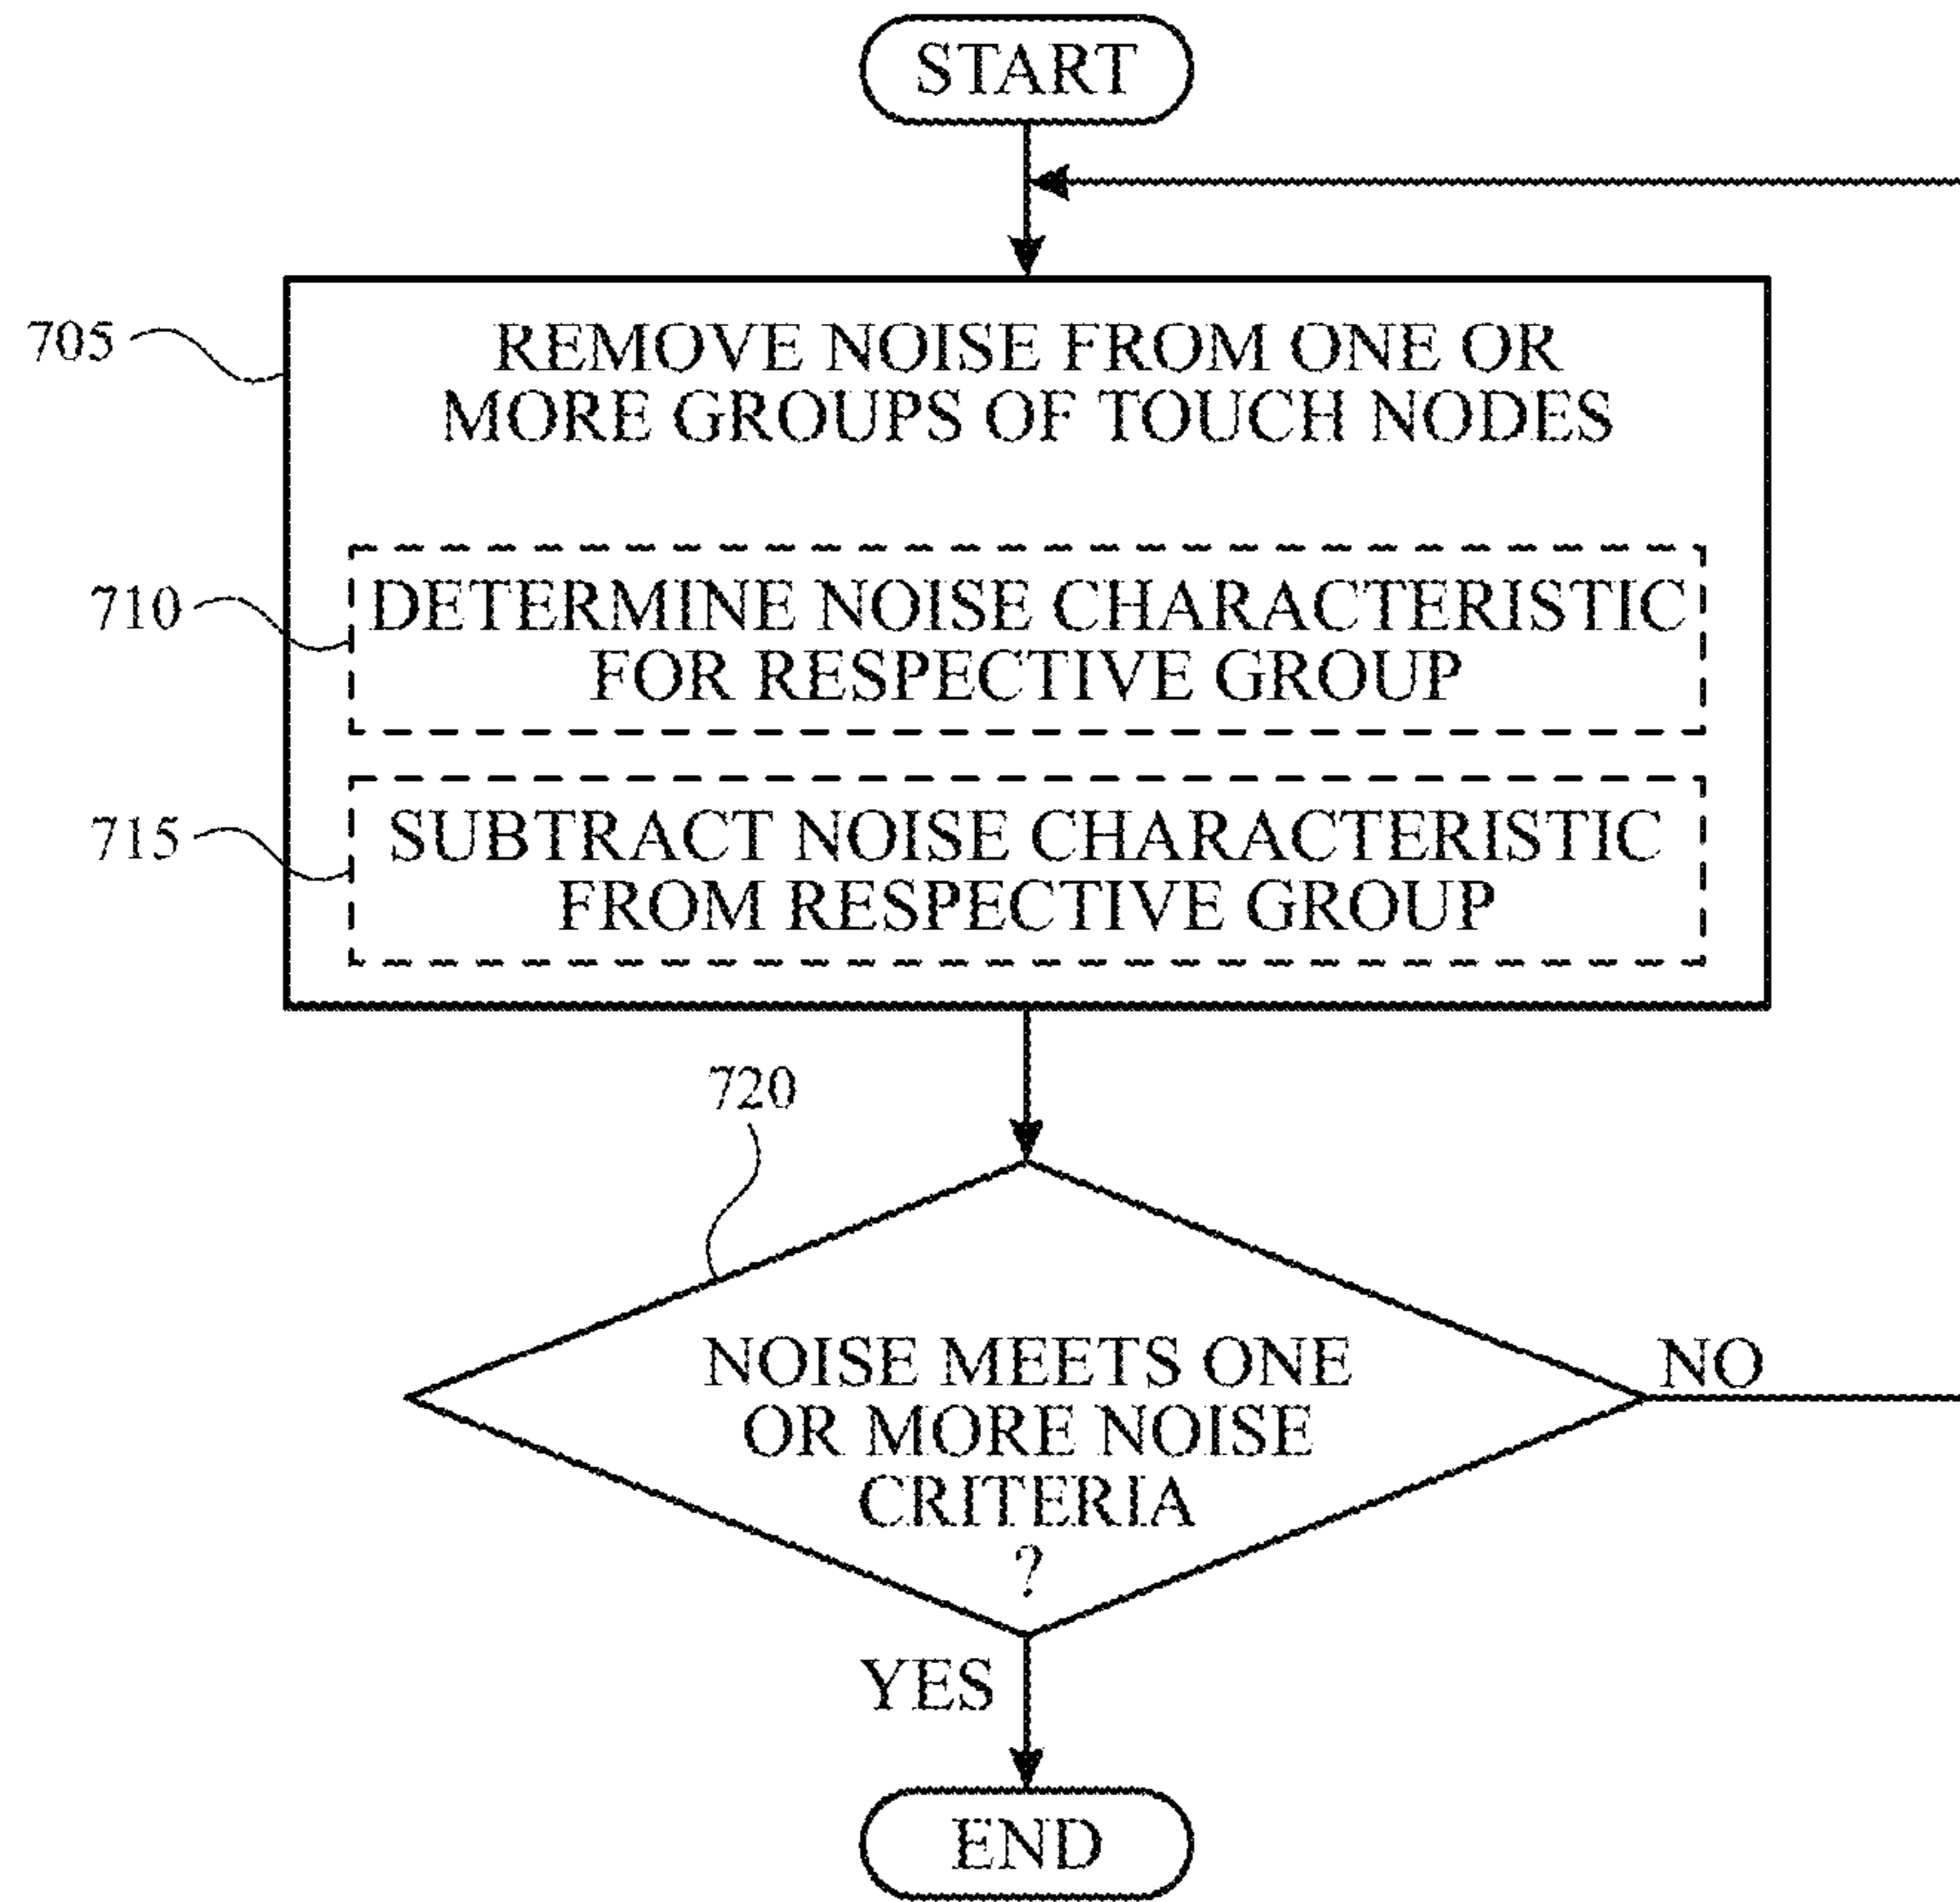 START
705
REMOVE NOISE FROM ONE OR
MORE GROUPS OF TOUCH NODES
710
DETERMINE NOISE CHARACTERISTIC
FOR RESPECTIVE GROUP
715
SUBTRACT NOISE CHARACTERISTIC
FROM RESPECTIVE GROUP
720
NOISE MEETS ONE
OR MORE NOISE
CRITERIA
?
NO
YES
END